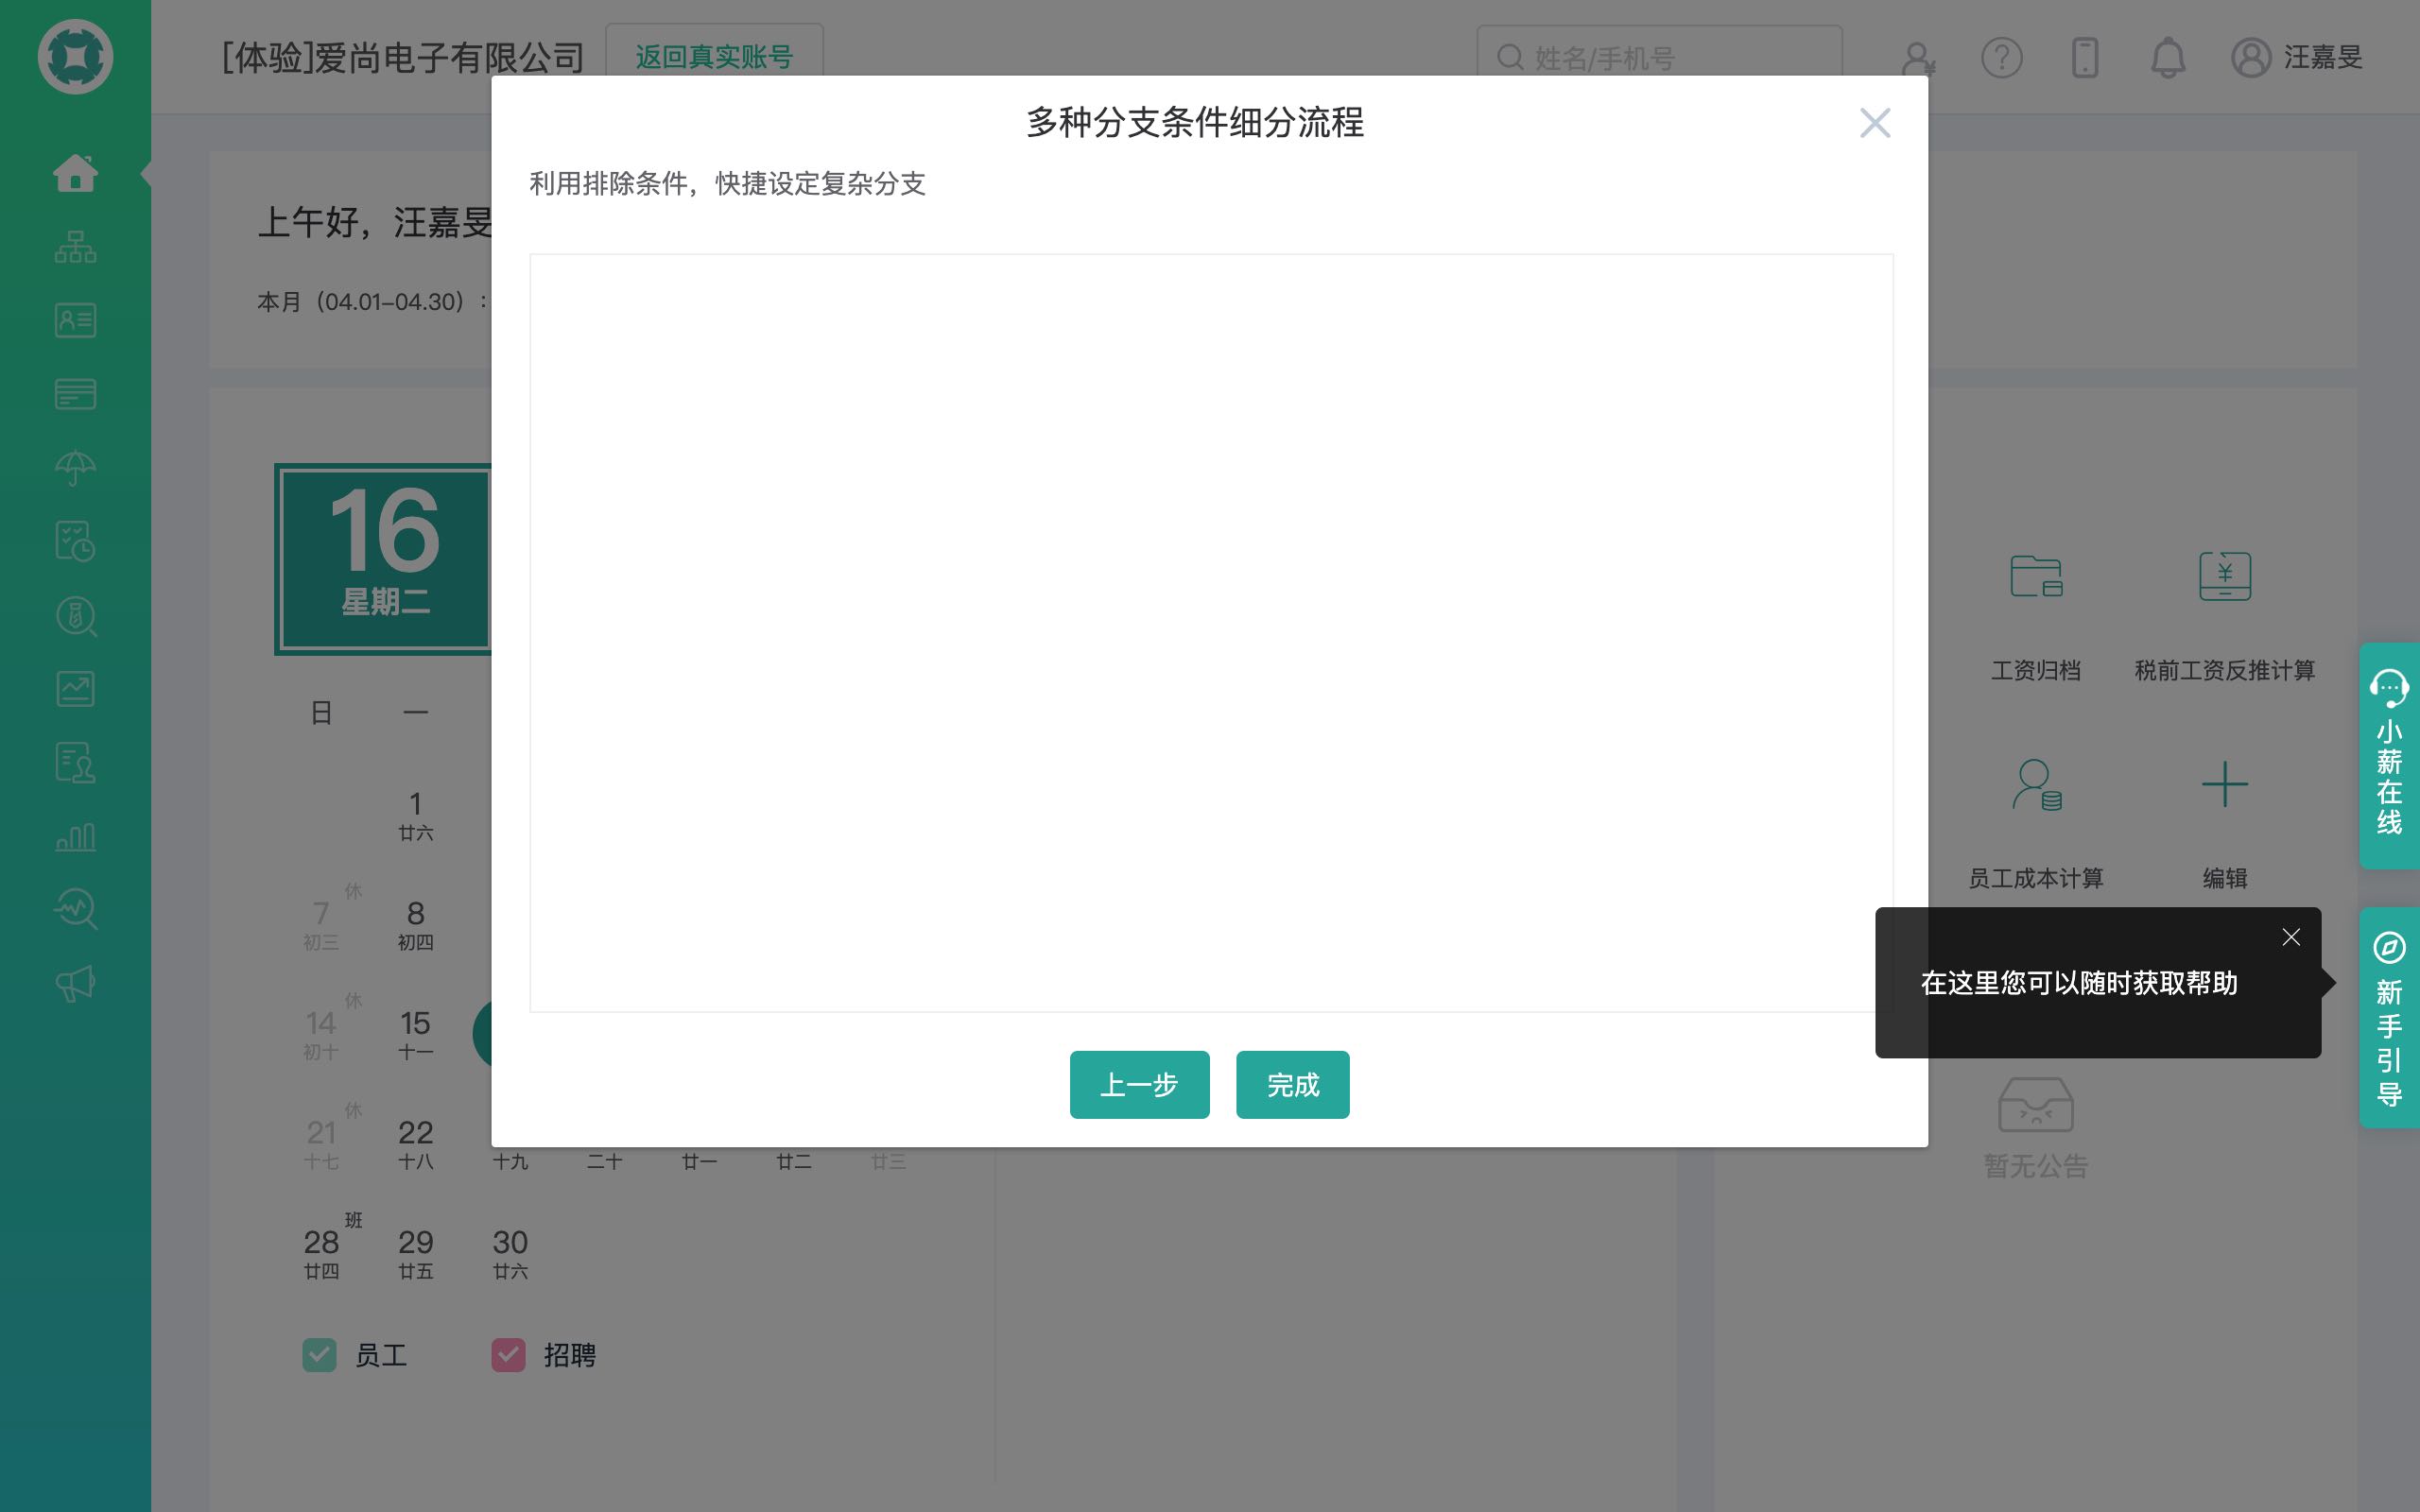 [体验]爱尚电子有限公司
返回真实账号
姓名/手机号
汪嘉旻
多种分支条件细分流程
利用排除条件，快捷设定复杂分支
上午好，汪嘉旻
本月（04.01-04.30）：
16
星期二
日 一
1
廿六
休
7 8
初三 初四
休
14 15
初十 十一
休
21 22
十七 十八 十九 二十 廿一 廿二 廿三
班
28 29 30
廿四 廿五 廿六
员工 招聘
上一步 完成
工资归档 税前工资反推计算
员工成本计算 编辑
在这里您可以随时获取帮助
暂无公告
小薪在线
新手引导